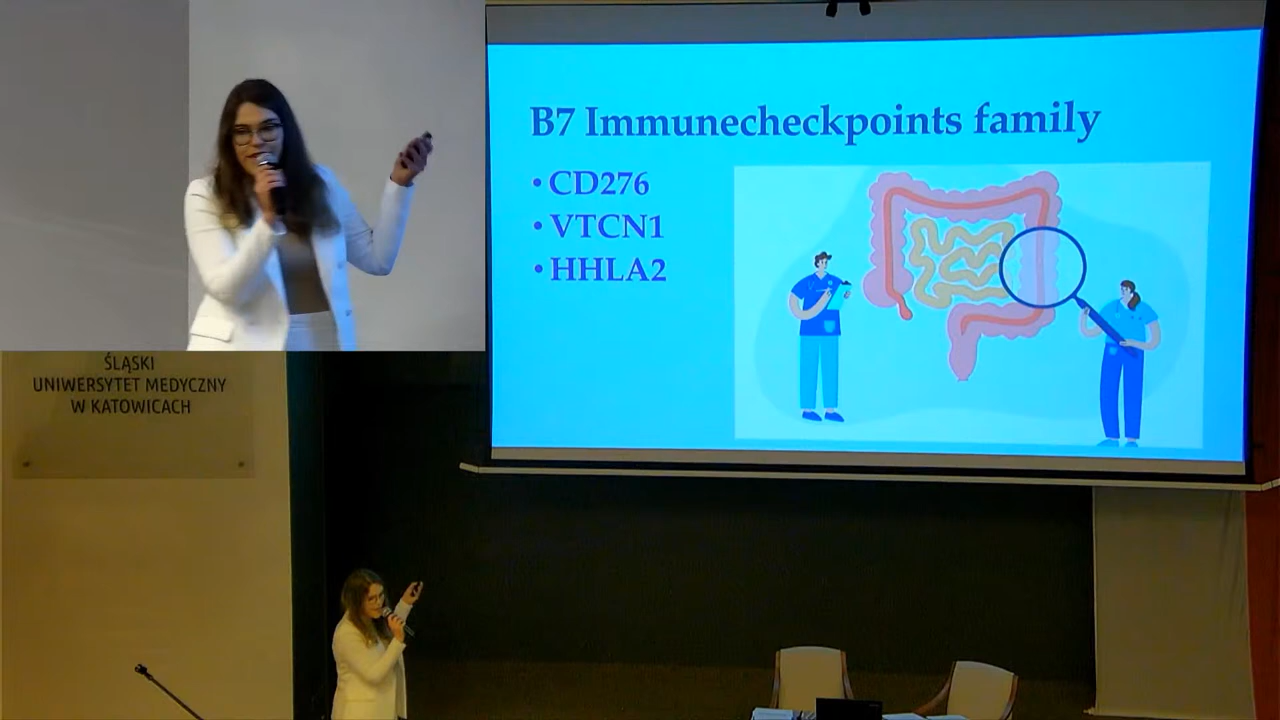 B7 Immunecheckpoints family
• CD276
• VTCN1
• HHLA2
ŚLĄSKI
UNIWERSYTET MEDYCZNY
W KATOWICACH